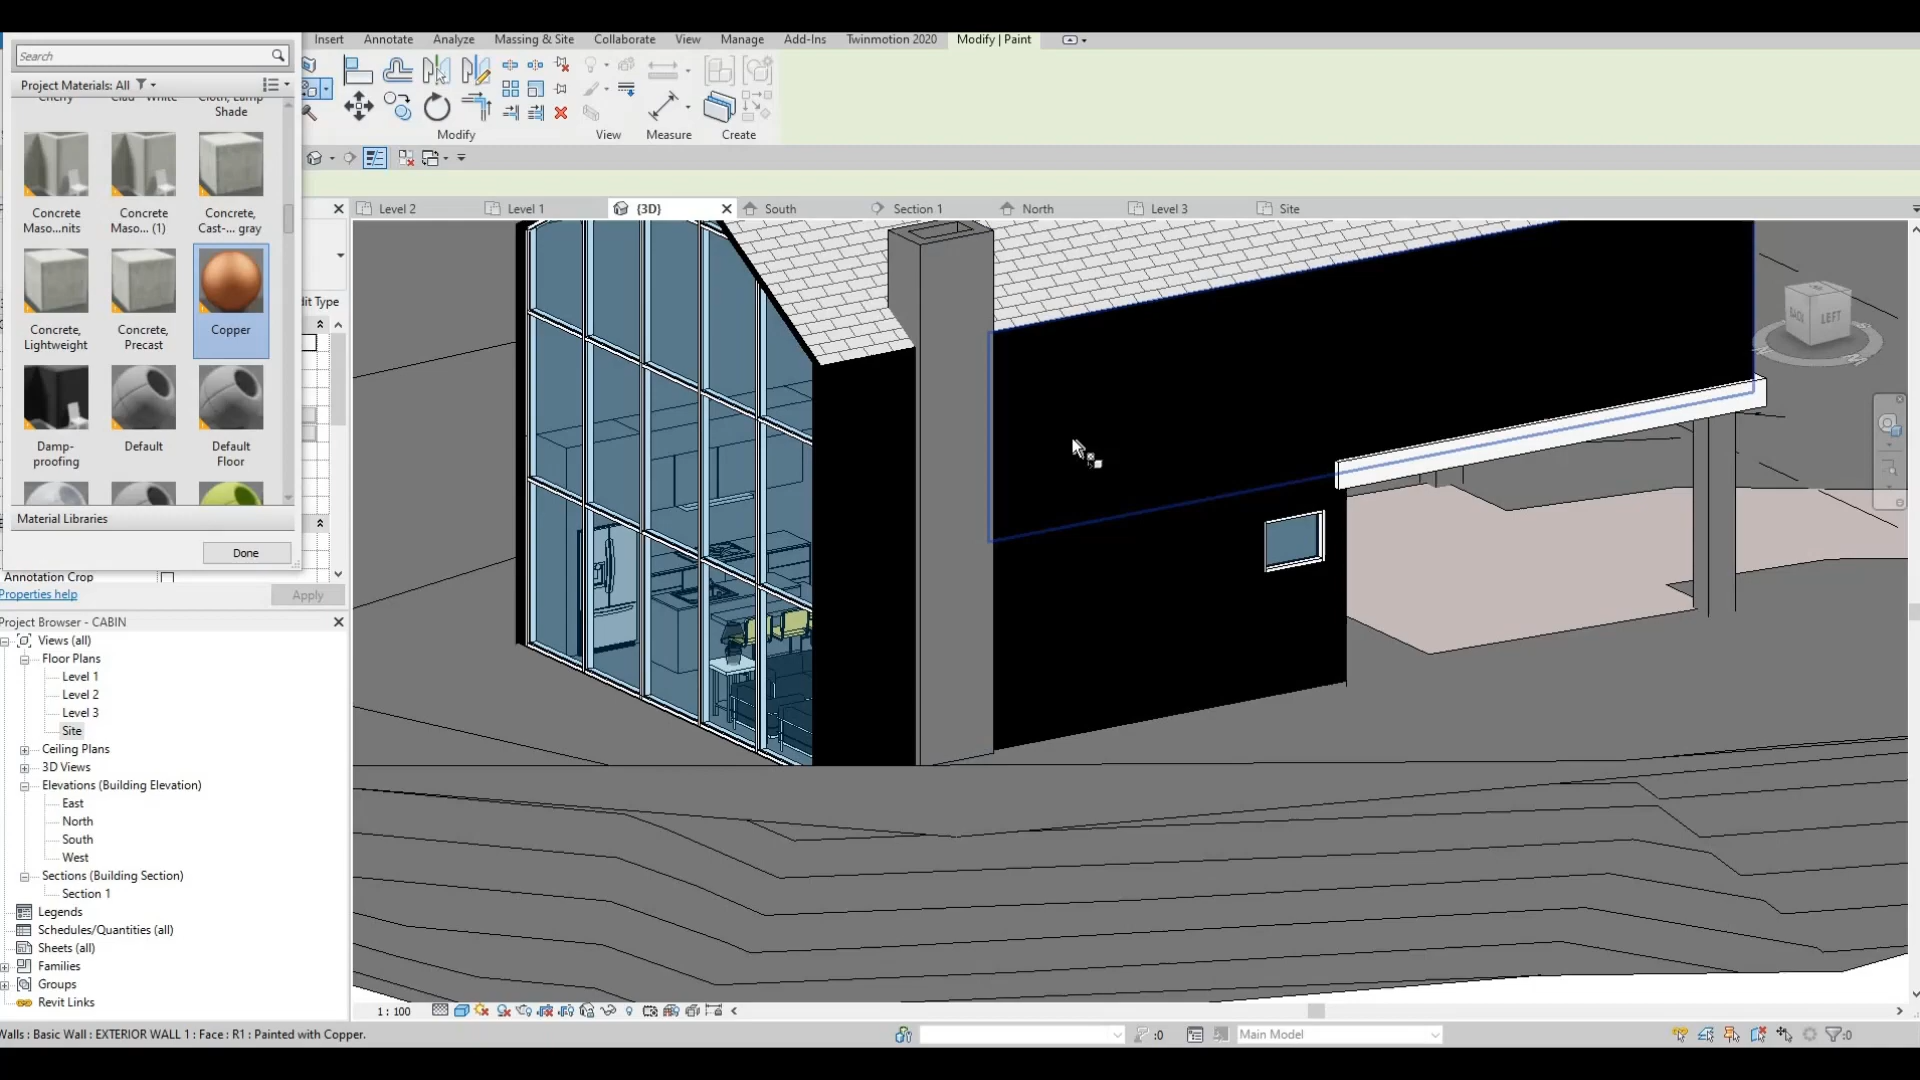 Insert Annotate Analyze Massing & Site Collaborate View Manage Add-Ins Twinmotion 2020 Modify | Paint
Search
Project Materials: All
Cherry Clad - White Cloth, Lamp
Shade
Modify View Measure Create
Concrete Concrete Concrete,
Maso...nits Maso... (1) Cast-... gray
Level 2 Level 1 {3D} South Section 1 North Level 3 Site
dit Type
Concrete, Concrete, Copper
Lightweight Precast
LEFT
Damp- Default Default
proofing Floor
Material Libraries
Done
Annotation Crop
Properties help Apply
Project Browser - CABIN
Views (all)
Floor Plans
Level 1
Level 2
Level 3
Site
Ceiling Plans
3D Views
Elevations (Building Elevation)
East
North
South
West
Sections (Building Section)
Section 1
Legends
Schedules/Quantities (all)
Sheets (all)
Families
Groups
Revit Links
1 : 100
Walls : Basic Wall : EXTERIOR WALL 1 : Face : R1 : Painted with Copper. :0 Main Model :0